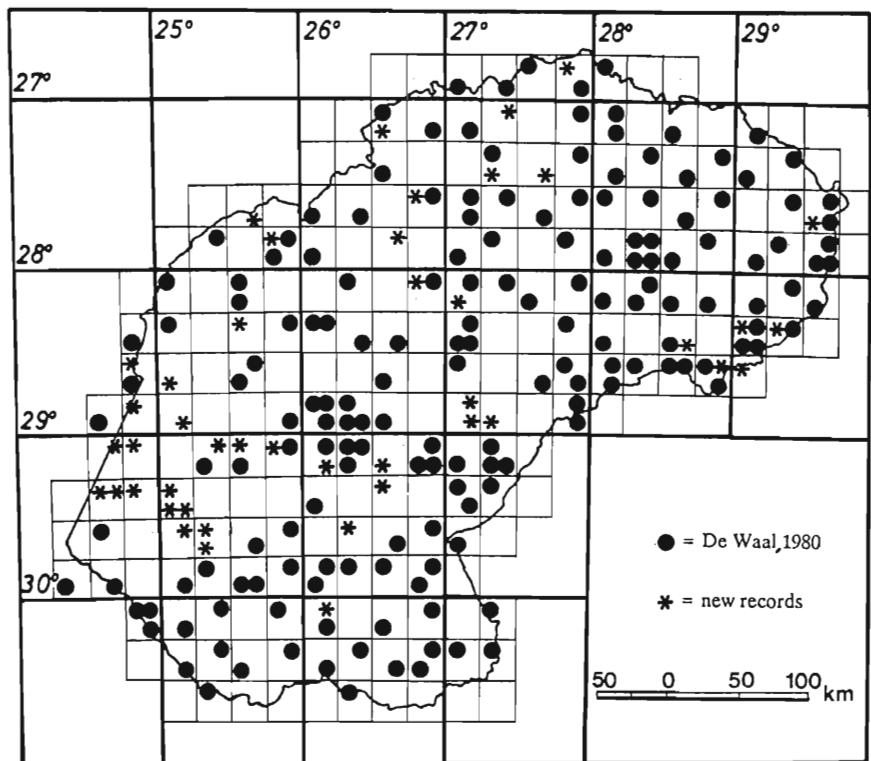 25° 26° 27° 28° 29°
27°
28°
29°
30°
● = De Waal, 1980
* = new records
50 0 50 100 km